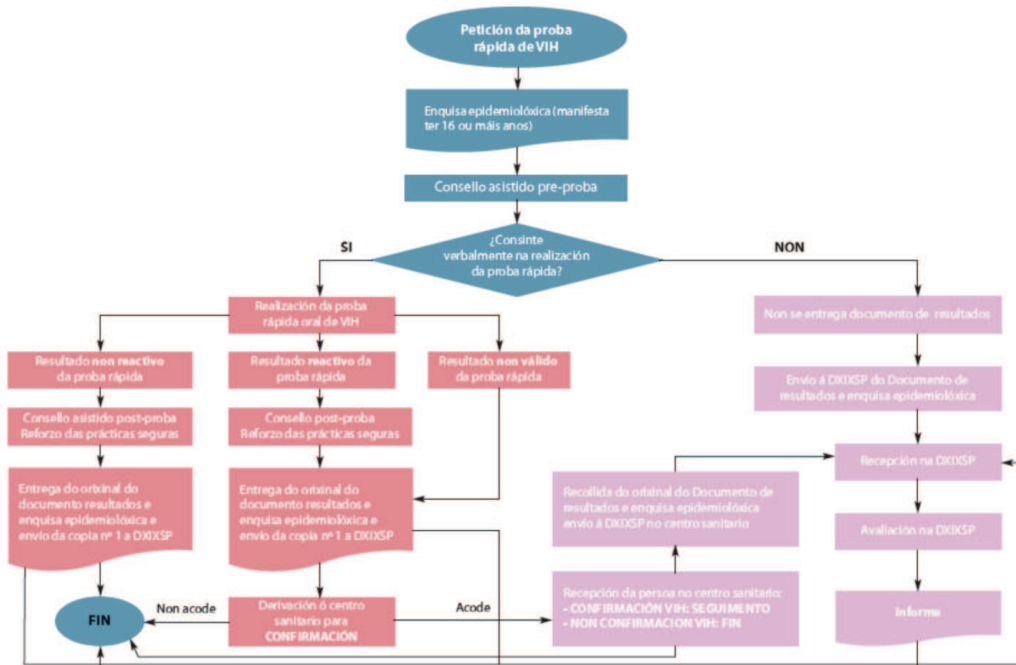 Petición da proba
rápida de VIH
Enquisa epidemiolóxica (manifesta
ter 16 ou máis anos)
Consello asistido pre-proba
¿Consinte
verbalmente na realización
da proba rápida?
SI
NON
Realización da proba
rápida oral de VIH
Non se entrega documento de resultados
Resultado non reactivo
da proba rápida
Resultado reactivo da
proba rápida
Resultado non válido
da proba rápida
Envío á DXIXSP do Documento de
resultados e enquisa epidemiolóxica
Consello asistido post-proba
Reforzo das prácticas seguras
Consello post-proba
Reforzo das prácticas seguras
Recepción na DXIXSP
Entrega do orixinal do
documento resultados e
enquisa epidemiolóxica e
envío da copia nº 1 a DXIXSP
Entrega do orixinal do
documento resultados e
enquisa epidemiolóxica e
envío da copia nº 1 a DXIXSP
Recollida do orixinal do Documento de
resultados e enquisa epidemiolóxica
envio á DXIXSP no centro sanitario
Avaliación na DXIXSP
FIN
Non acode
Derivación ó centro
sanitario para
CONFIRMACIÓN
Acode
Recepción da persoa no centro sanitario:
- CONFIRMACIÓN VIH: SEGUIMENTO
- NON CONFIRMACION VIH: FIN
Informe